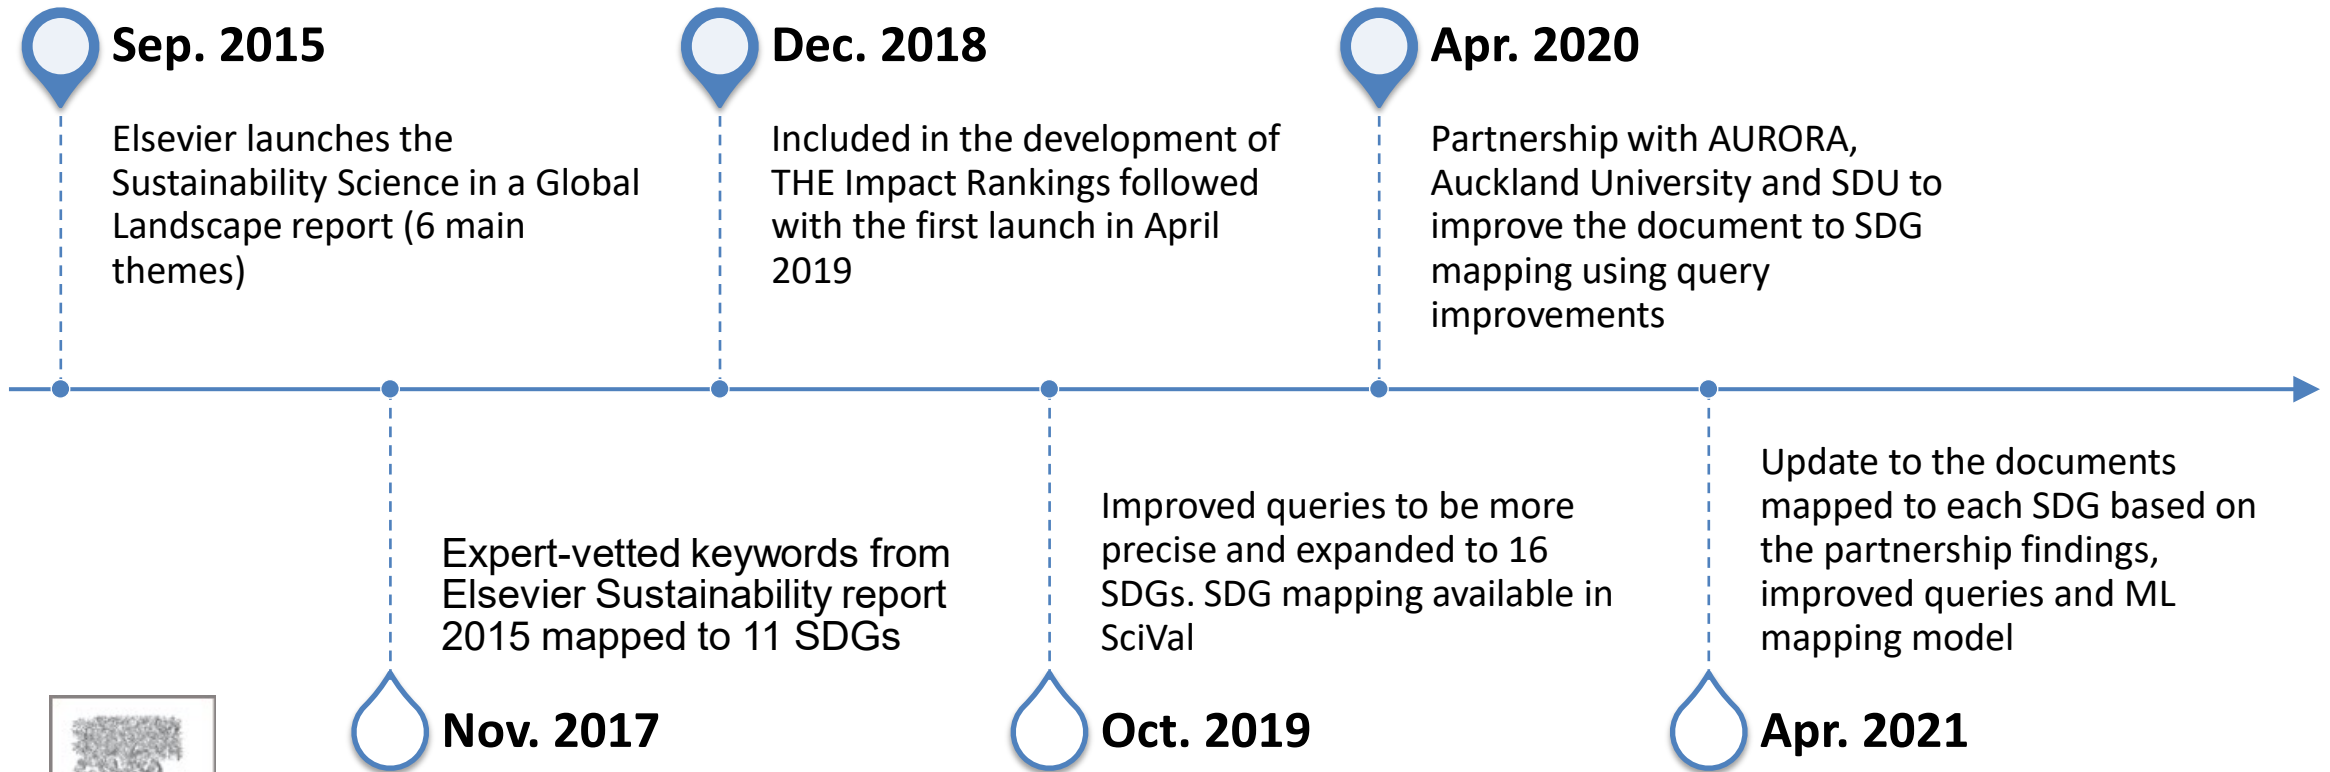 Sep. 2015
Elsevier launches the
Sustainability Science in a Global
Landscape report (6 main
themes)
Nov. 2017
Expert-vetted keywords from
Elsevier Sustainability report
2015 mapped to 11 SDGs
Dec. 2018
Included in the development of
THE Impact Rankings followed
with the first launch in April
2019
Oct. 2019
Improved queries to be more
precise and expanded to 16
SDGs. SDG mapping available in
SciVal
Apr. 2020
Partnership with AURORA,
Auckland University and SDU to
improve the document to SDG
mapping using query
improvements
Apr. 2021
Update to the documents
mapped to each SDG based on
the partnership findings,
improved queries and ML
mapping model